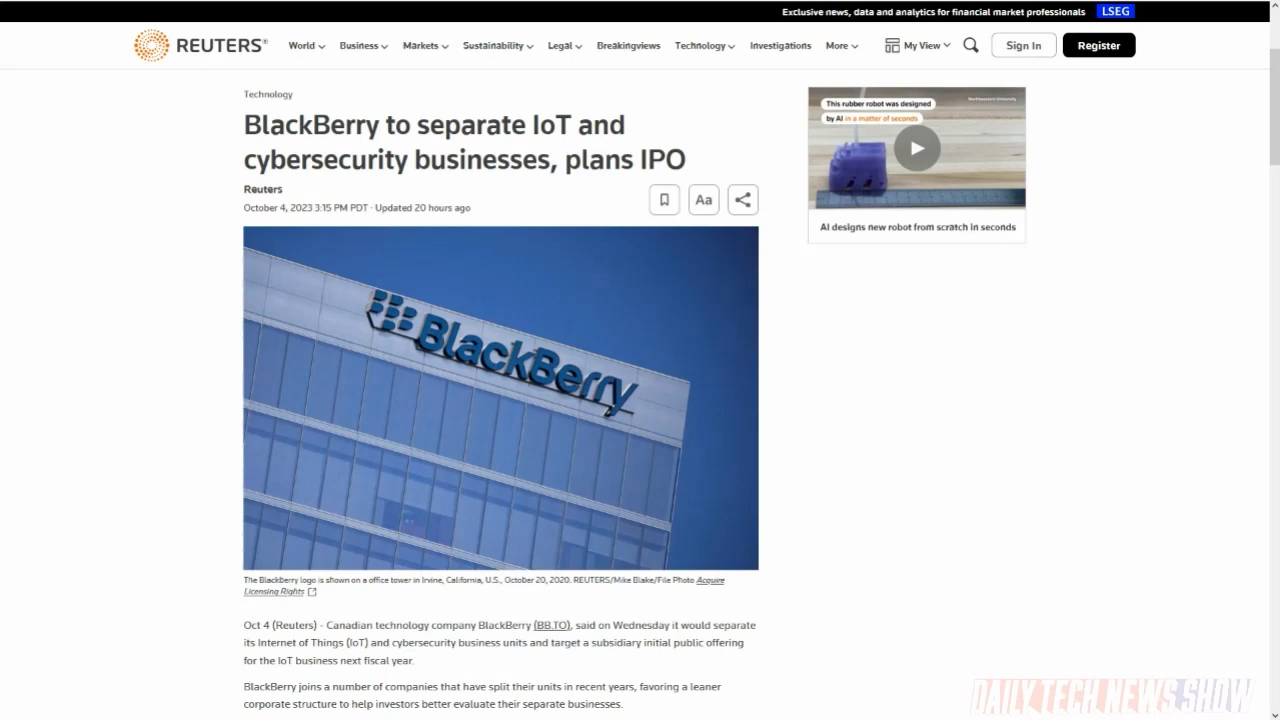 Exclusive news, data and analytics for financial market professionals LSEG
REUTERS®
World Business Markets Sustainability Legal Breakingviews Technology Investigations More My View Sign In Register
Technology
BlackBerry to separate IoT and
cybersecurity businesses, plans IPO
Reuters
October 4, 2023 3:15 PM PDT · Updated 20 hours ago
Aa
BlackBerry
The Blackberry logo is shown on a office tower in Irvine, California, U.S., October 20, 2020. REUTERS/Mike Blake/File Photo Acquire
Licensing Rights
Oct 4 (Reuters) - Canadian technology company BlackBerry (BB.TO), said on Wednesday it would separate
its Internet of Things (IoT) and cybersecurity business units and target a subsidiary initial public offering
for the IoT business next fiscal year.
BlackBerry joins a number of companies that have split their units in recent years, favoring a leaner
corporate structure to help investors better evaluate their separate businesses.
This rubber robot was designed
by AI in a matter of seconds
Northwestern University
AI designs new robot from scratch in seconds
DAILY TECH NEWS SHOW